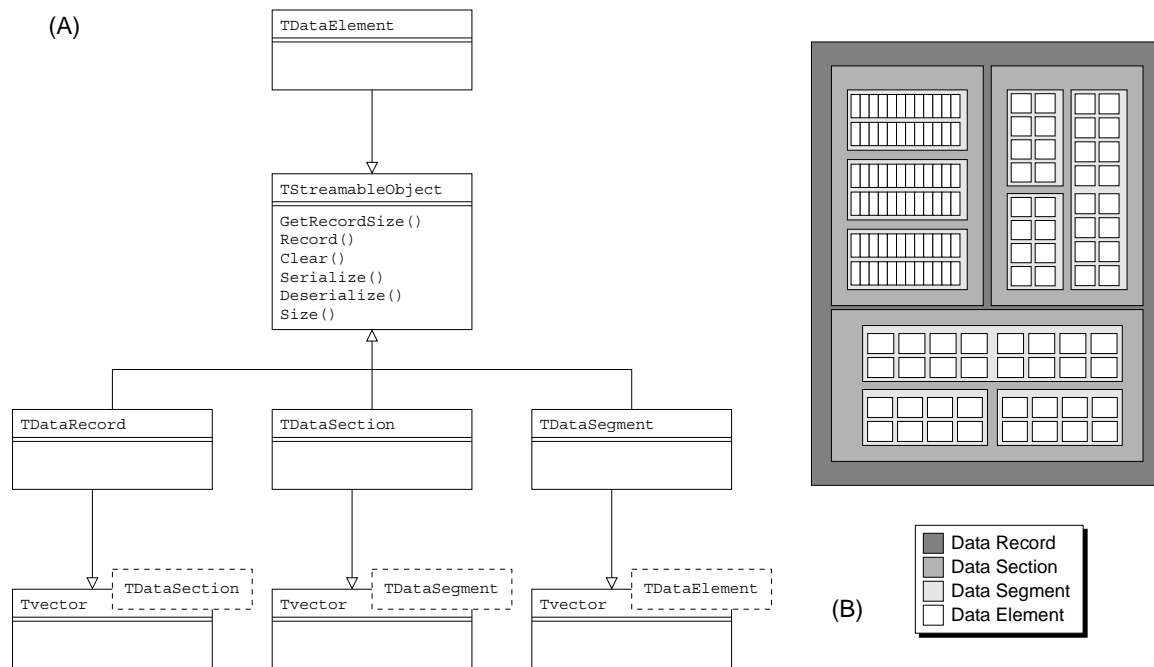 (A)
TDataElement
TStreamableObject
GetRecordSize()
Record()
Clear()
Serialize()
Deserialize()
Size()
TDataRecord
TDataSection
TDataSegment
TDataSection
Tvector
TDataSegment
Tvector
TDataElement
Tvector
Data Record
Data Section
Data Segment
Data Element
(B)